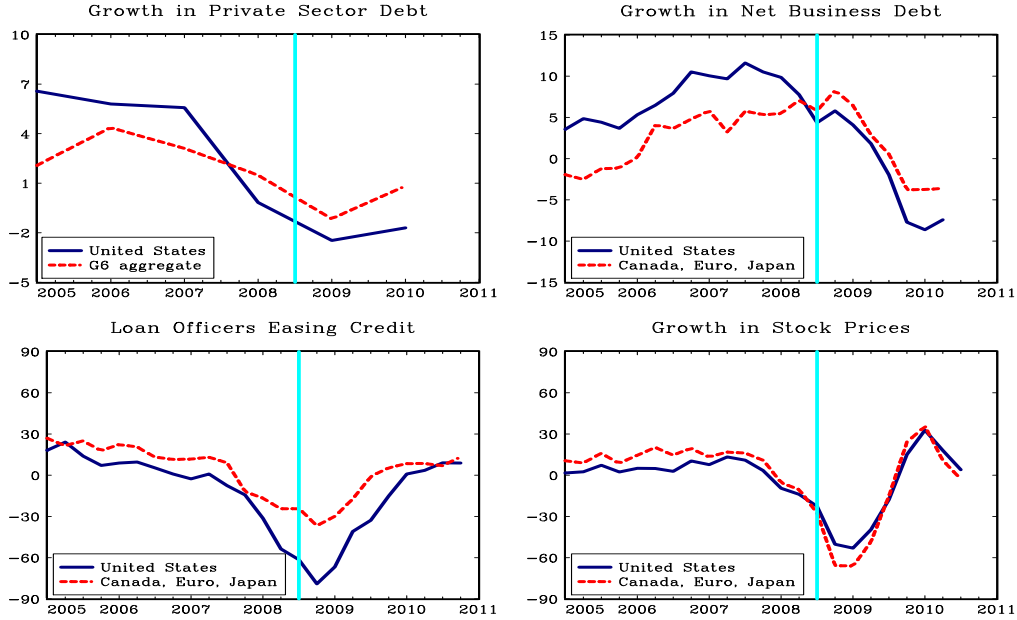 Growth in Private Sector Debt
10
7
4
1
−2
−5
United States
G6 aggregate
2005 2006 2007 2008 2009 2010 2011
Growth in Net Business Debt
15
10
5
0
−5
−10
−15
United States
Canada, Euro, Japan
2005 2006 2007 2008 2009 2010 2011
Loan Officers Easing Credit
90
60
30
0
−30
−60
−90
United States
Canada, Euro, Japan
2005 2006 2007 2008 2009 2010 2011
Growth in Stock Prices
90
60
30
0
−30
−60
−90
United States
Canada, Euro, Japan
2005 2006 2007 2008 2009 2010 2011